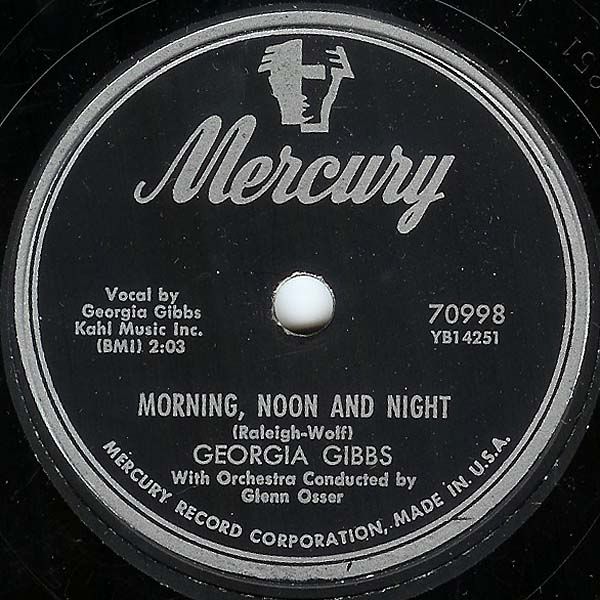 Mercury
Vocal by
Georgia Gibbs
Kahl Music Inc.
(BMI) 2:03
70998
YB14251
MORNING, NOON AND NIGHT
(Raleigh-Wolf)
GEORGIA GIBBS
With Orchestra Conducted by
Glenn Osser
MERCURY RECORD CORPORATION, MADE IN U.S.A.